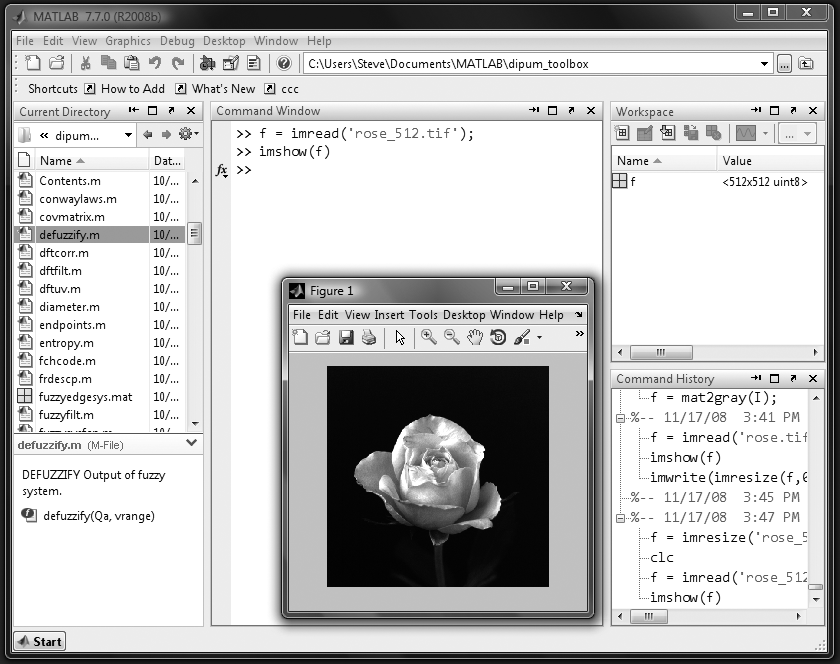 MATLAB 7.7.0 (R2008b)
File Edit View Graphics Debug Desktop Window Help
C:\Users\Steve\Documents\MATLAB\dipum_toolbox
Shortcuts How to Add What's New ccc
Current Directory
« dipum...
Name Dat...
Contents.m 10/...
conwaylaws.m 10/...
covmatrix.m 10/...
defuzzify.m 10/...
dftcorr.m 10/...
dftfilt.m 10/...
dftuv.m 10/...
diameter.m 10/...
endpoints.m 10/...
entropy.m 10/...
fchcode.m 10/...
frdescp.m 10/...
fuzzyedgesys.mat 10/...
fuzzyfilt.m 10/...
defuzzify.m (M-File)
DEFUZZIFY Output of fuzzy
system.
defuzzify(Qa, vrange)
Command Window
>> f = imread('rose_512.tif');
>> imshow(f)
fx >>
Figure 1
File Edit View Insert Tools Desktop Window Help
Workspace
Name Value
f <512x512 uint8>
Command History
f = mat2gray(I);
%-- 11/17/08 3:41 PM
f = imread('rose.tif
imshow(f)
imwrite(imresize(f,0
%-- 11/17/08 3:45 PM
%-- 11/17/08 3:47 PM
f = imresize('rose_5
clc
f = imread('rose_512
imshow(f)
Start